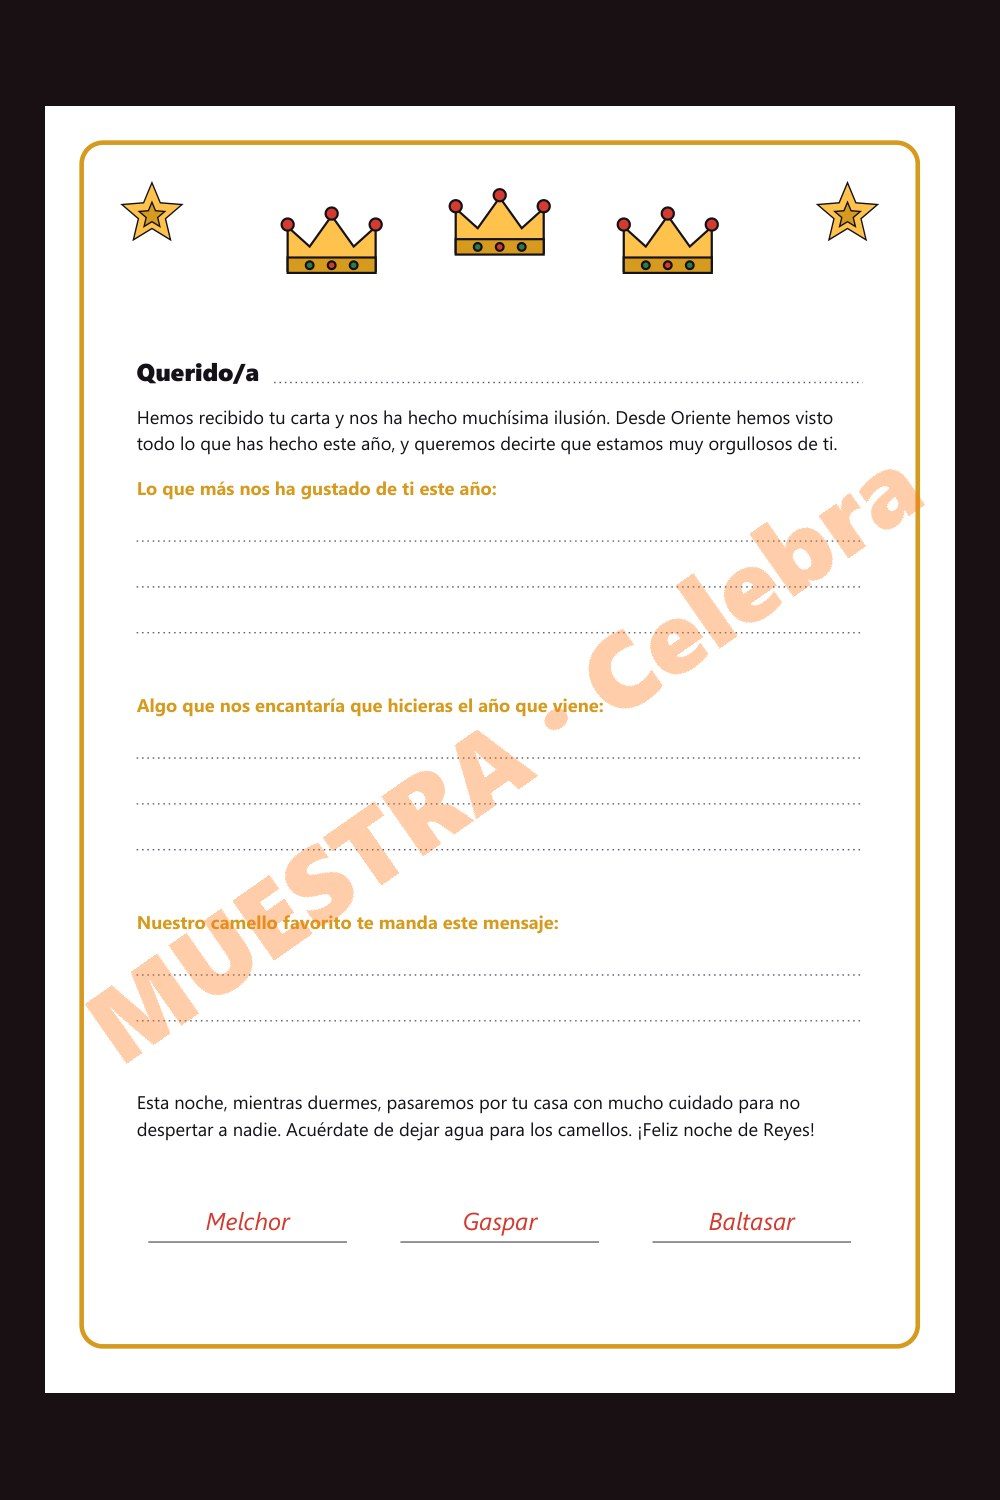 Querido/a
Hemos recibido tu carta y nos ha hecho muchísima ilusión. Desde Oriente hemos visto
todo lo que has hecho este año, y queremos decirte que estamos muy orgullosos de ti.
Lo que más nos ha gustado de ti este año:
Algo que nos encantaría que hicieras el año que viene:
Nuestro camello favorito te manda este mensaje:
MUESTRA · Celebra
Esta noche, mientras duermes, pasaremos por tu casa con mucho cuidado para no
despertar a nadie. Acuérdate de dejar agua para los camellos. ¡Feliz noche de Reyes!
Melchor
Gaspar
Baltasar